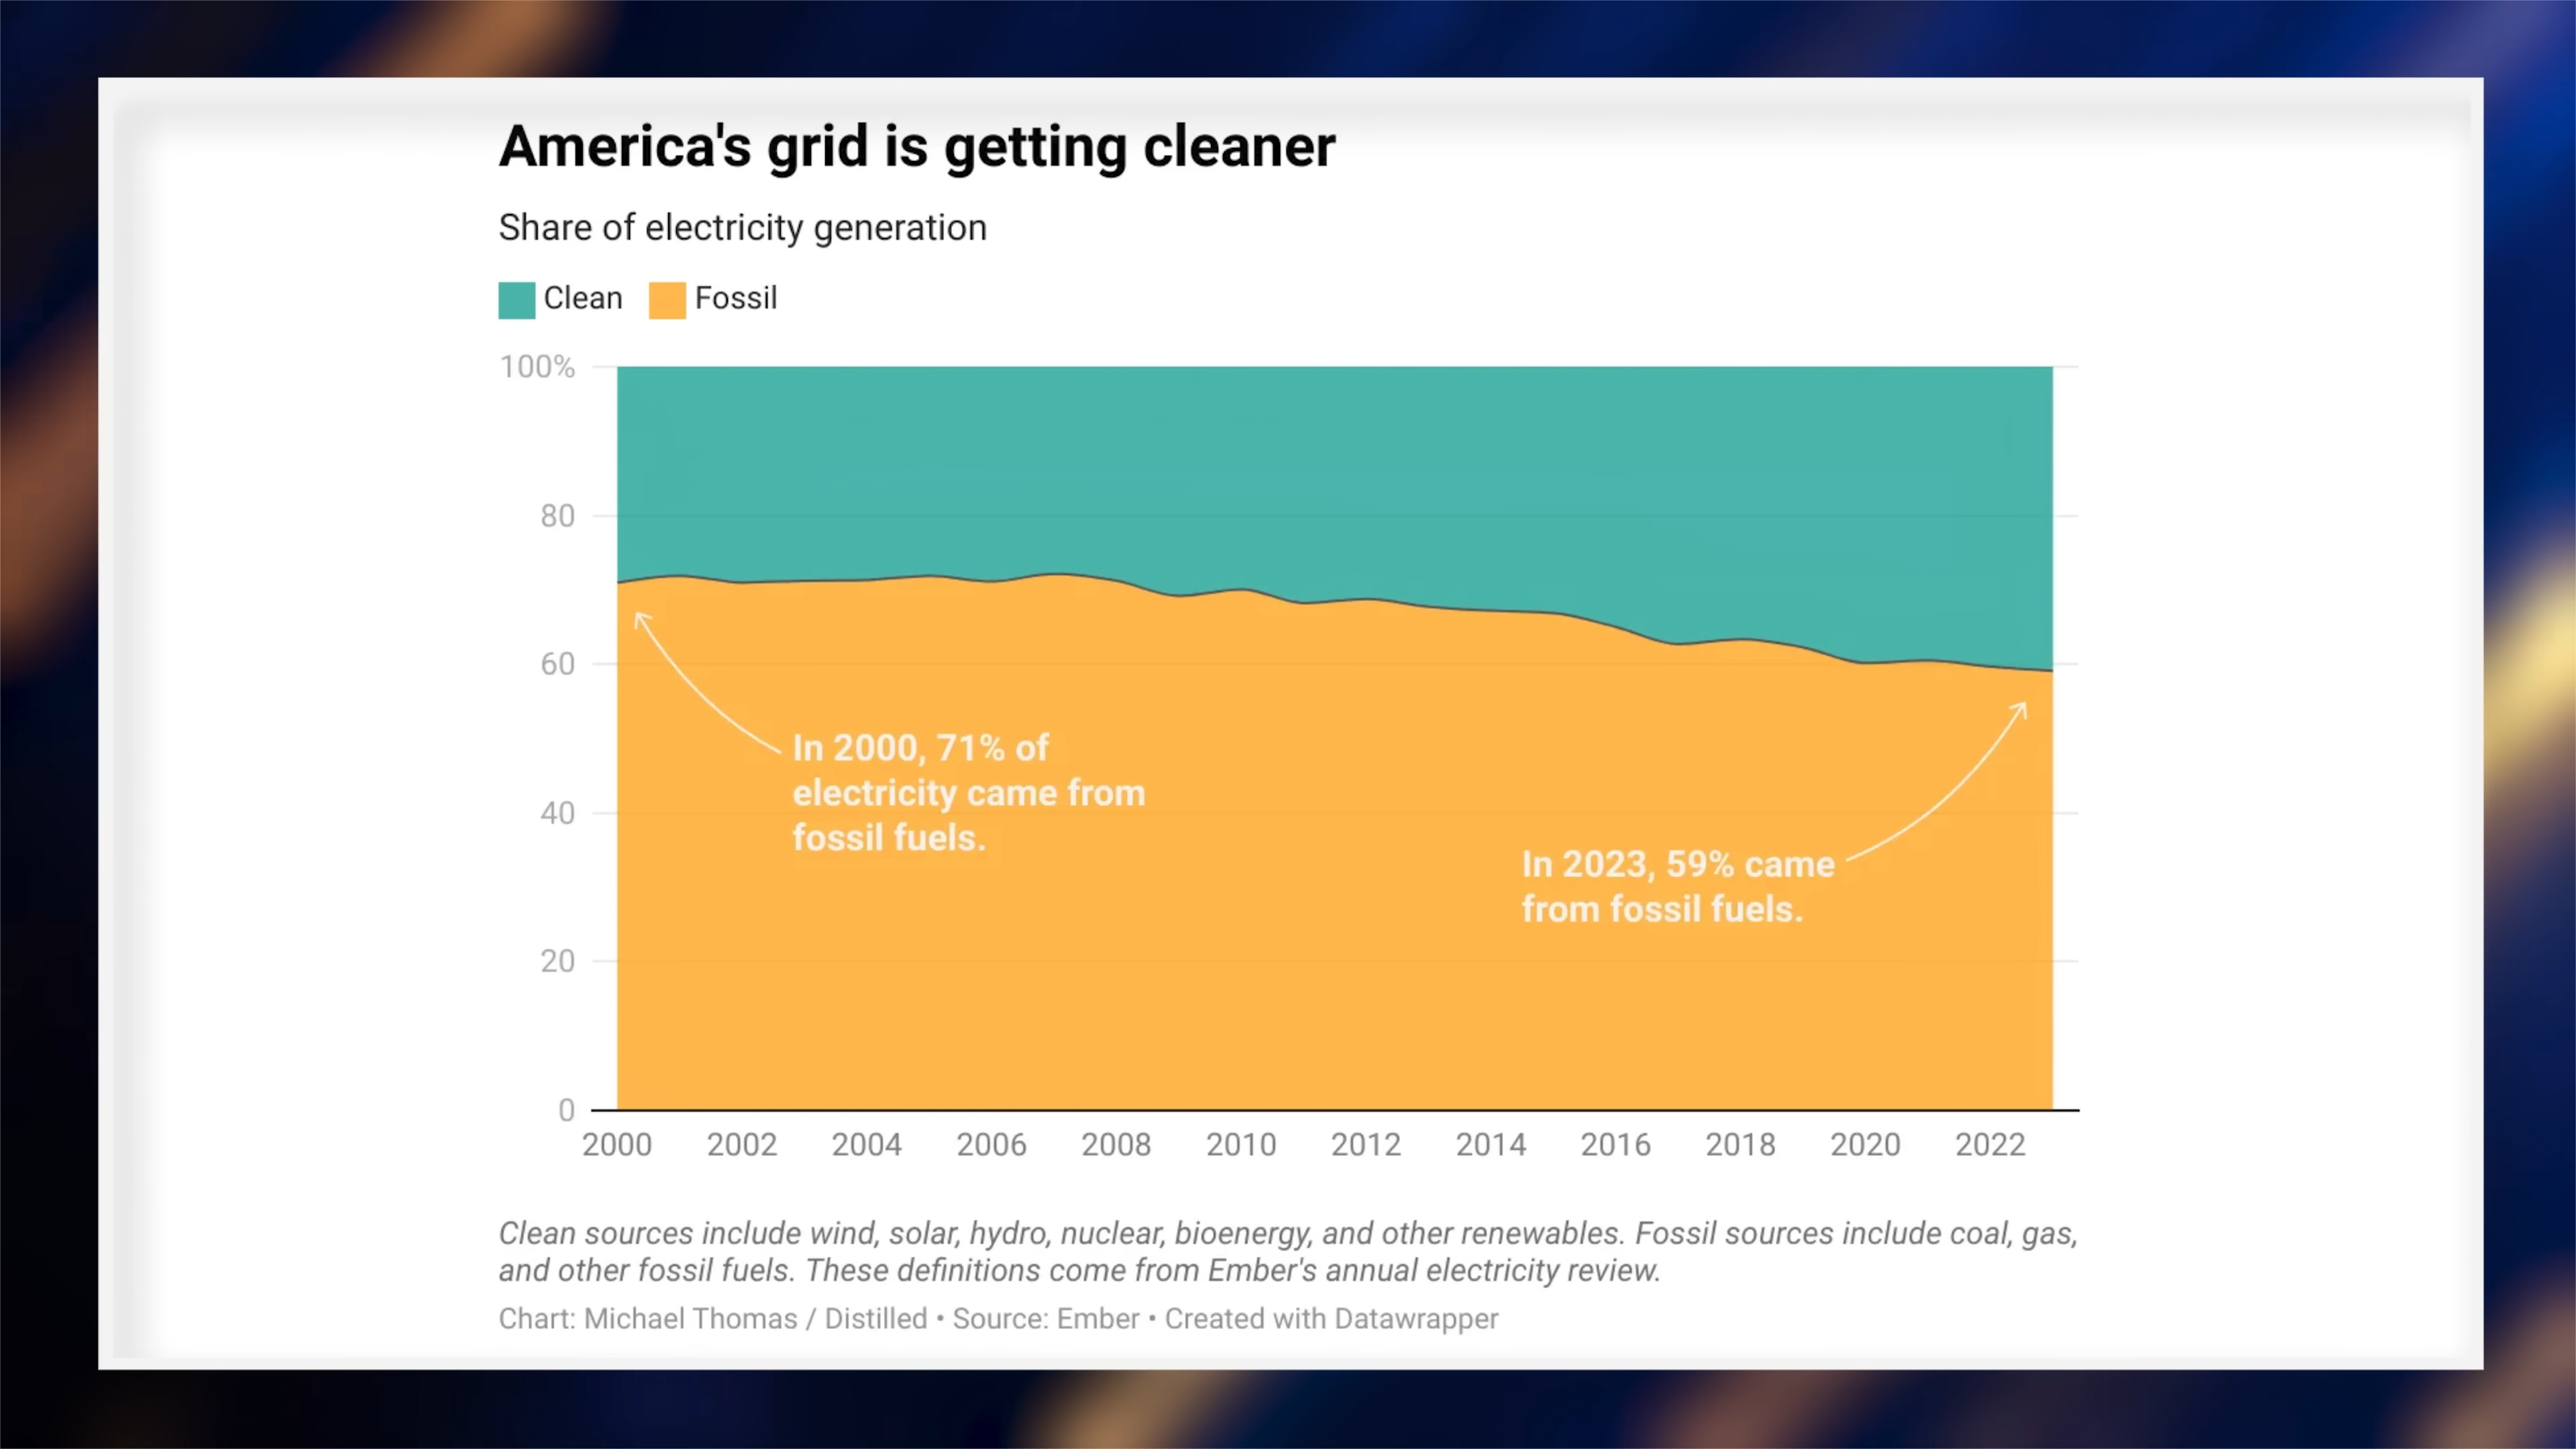 America's grid is getting cleaner
Share of electricity generation
Clean Fossil
100%
80
60
40
20
0
In 2000, 71% of
electricity came from
fossil fuels.
In 2023, 59% came
from fossil fuels.
2000 2002 2004 2006 2008 2010 2012 2014 2016 2018 2020 2022
Clean sources include wind, solar, hydro, nuclear, bioenergy, and other renewables. Fossil sources include coal, gas,
and other fossil fuels. These definitions come from Ember's annual electricity review.
Chart: Michael Thomas / Distilled • Source: Ember • Created with Datawrapper